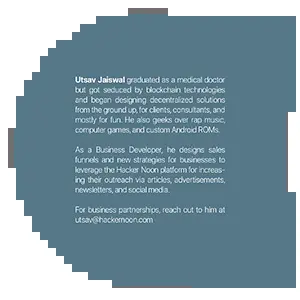 Utsav Jaiswal graduated as a medical doctor
but got seduced by blockchain technologies
and began designing decentralized solutions
from the ground up, for clients, consultants, and
mostly for fun. He also geeks over rap music,
computer games, and custom Android ROMs.
As a Business Developer, he designs sales
funnels and new strategies for businesses to
leverage the Hacker Noon platform for increas-
ing their outreach via articles, advertisements,
newsletters, and social media.
For business partnerships, reach out to him at
utsav@hackernoon.com